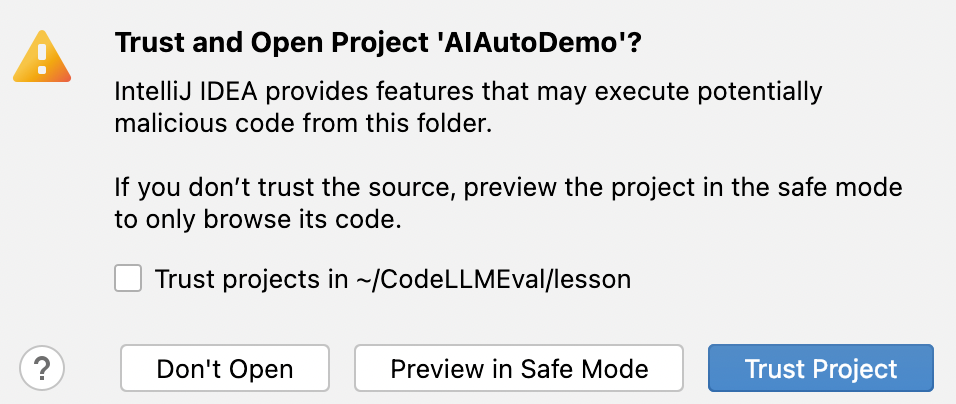 Trust and Open Project 'AIAutoDemo'?
IntelliJ IDEA provides features that may execute potentially
malicious code from this folder.
If you don’t trust the source, preview the project in the safe mode
to only browse its code.
Trust projects in ~/CodeLLMEval/lesson
? Don't Open Preview in Safe Mode Trust Project